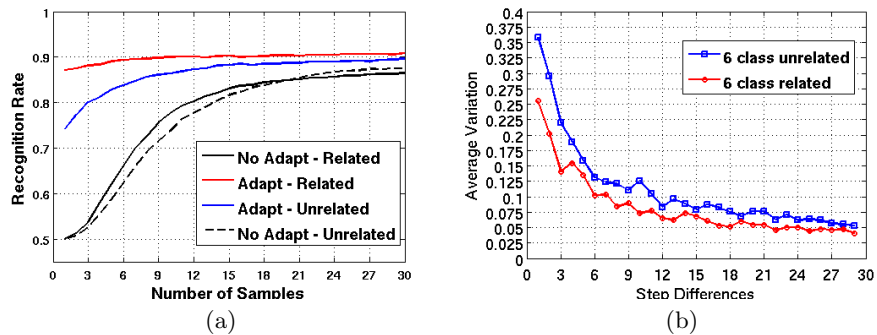 1
0.9
0.8
0.7
0.6
0.5
Recognition Rate
No Adapt - Related
Adapt - Related
Adapt - Unrelated
No Adapt - Unrelated
0 3 6 9 12 15 18 21 24 27 30
Number of Samples
(a)
0.4
0.375
0.35
0.325
0.3
0.275
0.25
0.225
0.2
0.175
0.15
0.125
0.1
0.075
0.05
0.025
0
Average Variation
6 class unrelated
6 class related
0 3 6 9 12 15 18 21 24 27 30
Step Differences
(b)